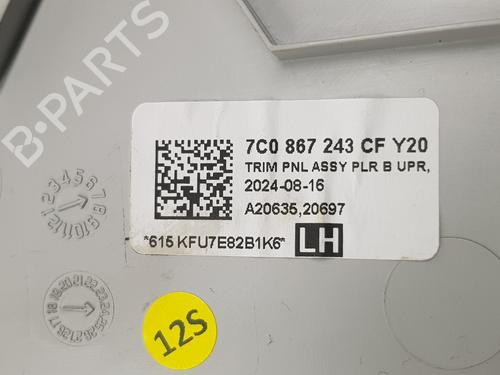 7C0 867 243 CF Y20
TRIM PNL ASSY PLR B UPR,
2024-08-16
A20635,20697
*615 KFU7E82B1K6*
LH
12S
B-PARTS